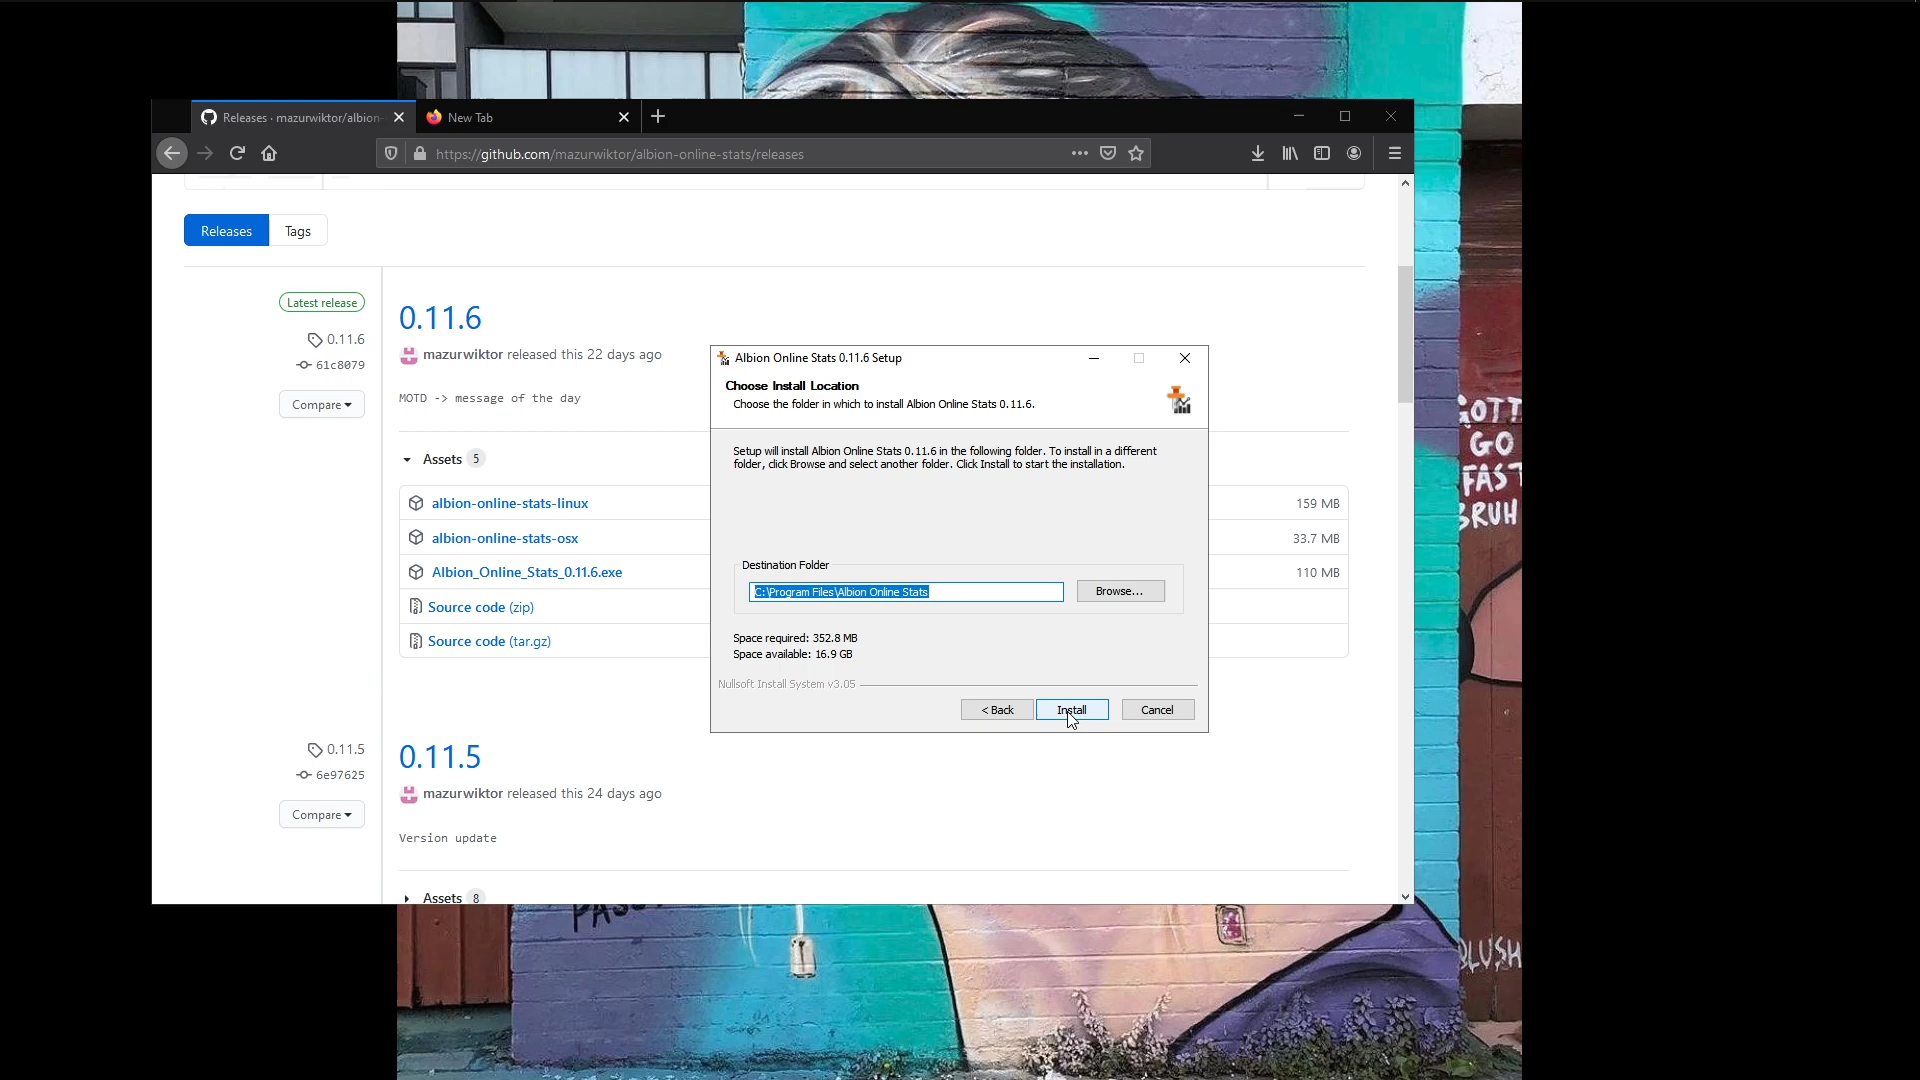 Releases · mazurwiktor/albion-
New Tab
https://github.com/mazurwiktor/albion-online-stats/releases
Releases
Tags
Latest release
0.11.6
61c8079
Compare
0.11.6
mazurwiktor released this 22 days ago
MOTD -> message of the day
Assets 5
albion-online-stats-linux
159 MB
albion-online-stats-osx
33.7 MB
Albion_Online_Stats_0.11.6.exe
110 MB
Source code (zip)
Source code (tar.gz)
Albion Online Stats 0.11.6 Setup
Choose Install Location
Choose the folder in which to install Albion Online Stats 0.11.6.
Setup will install Albion Online Stats 0.11.6 in the following folder. To install in a different
folder, click Browse and select another folder. Click Install to start the installation.
Destination Folder
C:\Program Files\Albion Online Stats
Browse...
Space required: 352.8 MB
Space available: 16.9 GB
Nullsoft Install System v3.05
< Back
Install
Cancel
0.11.5
6e97625
Compare
0.11.5
mazurwiktor released this 24 days ago
Version update
Assets 8
GOTT
GO
FAST
BRUH